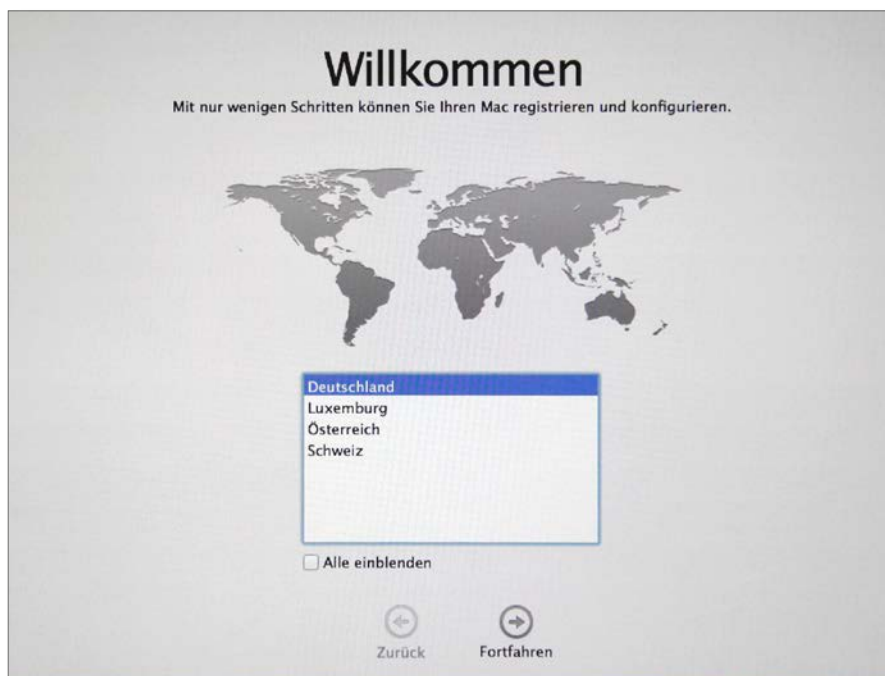 Willkommen
Mit nur wenigen Schritten können Sie Ihren Mac registrieren und konfigurieren.
Deutschland
Luxemburg
Österreich
Schweiz
Alle einblenden
Zurück
Fortfahren